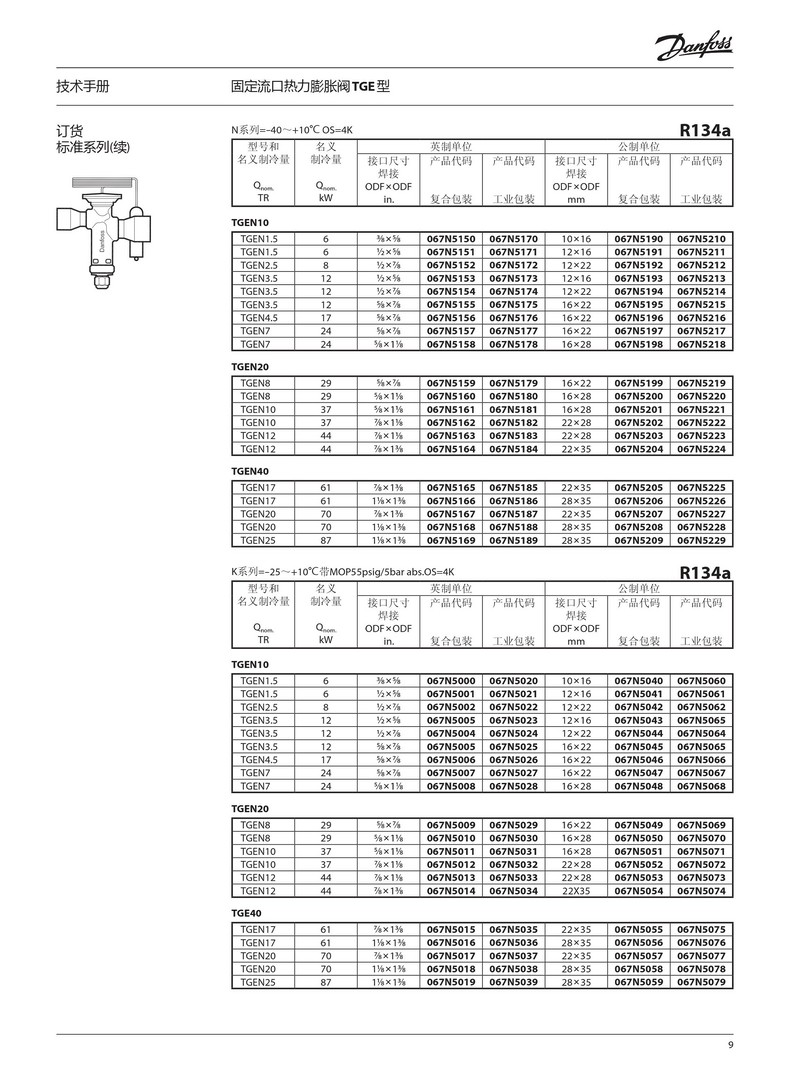 Danfoss
技术手册 固定流口热力膨胀阀TGE型
订货
标准系列(续)
Danfoss
N系列=–40～+10℃ OS=4K R134a
型号和 名义 英制单位 公制单位
名义制冷量 制冷量 接口尺寸 产品代码 产品代码 接口尺寸 产品代码 产品代码
焊接 焊接
Qnom. Qnom. ODF×ODF ODF×ODF
TR kW in. 复合包装 工业包装 mm 复合包装 工业包装
TGEN10
TGEN1.5 6 ⅜×⅝ 067N5150 067N5170 10×16 067N5190 067N5210
TGEN1.5 6 ½×⅝ 067N5151 067N5171 12×16 067N5191 067N5211
TGEN2.5 8 ½×⅞ 067N5152 067N5172 12×22 067N5192 067N5212
TGEN3.5 12 ½×⅝ 067N5153 067N5173 12×16 067N5193 067N5213
TGEN3.5 12 ½×⅞ 067N5154 067N5174 12×22 067N5194 067N5214
TGEN3.5 12 ⅝×⅞ 067N5155 067N5175 16×22 067N5195 067N5215
TGEN4.5 17 ⅝×⅞ 067N5156 067N5176 16×22 067N5196 067N5216
TGEN7 24 ⅝×⅞ 067N5157 067N5177 16×22 067N5197 067N5217
TGEN7 24 ⅝×1⅛ 067N5158 067N5178 16×28 067N5198 067N5218
TGEN20
TGEN8 29 ⅝×⅞ 067N5159 067N5179 16×22 067N5199 067N5219
TGEN8 29 ⅝×1⅛ 067N5160 067N5180 16×28 067N5200 067N5220
TGEN10 37 ⅝×1⅛ 067N5161 067N5181 16×28 067N5201 067N5221
TGEN10 37 ⅞×1⅛ 067N5162 067N5182 22×28 067N5202 067N5222
TGEN12 44 ⅞×1⅛ 067N5163 067N5183 22×28 067N5203 067N5223
TGEN12 44 ⅞×1⅜ 067N5164 067N5184 22×35 067N5204 067N5224
TGEN40
TGEN17 61 ⅞×1⅜ 067N5165 067N5185 22×35 067N5205 067N5225
TGEN17 61 1⅛×1⅜ 067N5166 067N5186 28×35 067N5206 067N5226
TGEN20 70 ⅞×1⅜ 067N5167 067N5187 22×35 067N5207 067N5227
TGEN20 70 1⅛×1⅜ 067N5168 067N5188 28×35 067N5208 067N5228
TGEN25 87 1⅛×1⅜ 067N5169 067N5189 28×35 067N5209 067N5229
K系列=–25～+10℃带MOP55psig/5bar abs.OS=4K R134a
型号和 名义 英制单位 公制单位
名义制冷量 制冷量 接口尺寸 产品代码 产品代码 接口尺寸 产品代码 产品代码
焊接 焊接
Qnom. Qnom. ODF×ODF ODF×ODF
TR kW in. 复合包装 工业包装 mm 复合包装 工业包装
TGEN10
TGEN1.5 6 ⅜×⅝ 067N5000 067N5020 10×16 067N5040 067N5060
TGEN1.5 6 ½×⅝ 067N5001 067N5021 12×16 067N5041 067N5061
TGEN2.5 8 ½×⅞ 067N5002 067N5022 12×22 067N5042 067N5062
TGEN3.5 12 ½×⅝ 067N5005 067N5023 12×16 067N5043 067N5065
TGEN3.5 12 ½×⅞ 067N5004 067N5024 12×22 067N5044 067N5064
TGEN3.5 12 ⅝×⅞ 067N5005 067N5025 16×22 067N5045 067N5065
TGEN4.5 17 ⅝×⅞ 067N5006 067N5026 16×22 067N5046 067N5066
TGEN7 24 ⅝×⅞ 067N5007 067N5027 16×22 067N5047 067N5067
TGEN7 24 ⅝×1⅛ 067N5008 067N5028 16×28 067N5048 067N5068
TGEN20
TGEN8 29 ⅝×⅞ 067N5009 067N5029 16×22 067N5049 067N5069
TGEN8 29 ⅝×1⅛ 067N5010 067N5030 16×28 067N5050 067N5070
TGEN10 37 ⅝×1⅛ 067N5011 067N5031 16×28 067N5051 067N5071
TGEN10 37 ⅞×1⅛ 067N5012 067N5032 22×28 067N5052 067N5072
TGEN12 44 ⅞×1⅛ 067N5013 067N5033 22×28 067N5053 067N5073
TGEN12 44 ⅞×1⅜ 067N5014 067N5034 22X35 067N5054 067N5074
TGE40
TGEN17 61 ⅞×1⅜ 067N5015 067N5035 22×35 067N5055 067N5075
TGEN17 61 1⅛×1⅜ 067N5016 067N5036 28×35 067N5056 067N5076
TGEN20 70 ⅞×1⅜ 067N5017 067N5037 22×35 067N5057 067N5077
TGEN20 70 1⅛×1⅜ 067N5018 067N5038 28×35 067N5058 067N5078
TGEN25 87 1⅛×1⅜ 067N5019 067N5039 28×35 067N5059 067N5079
9